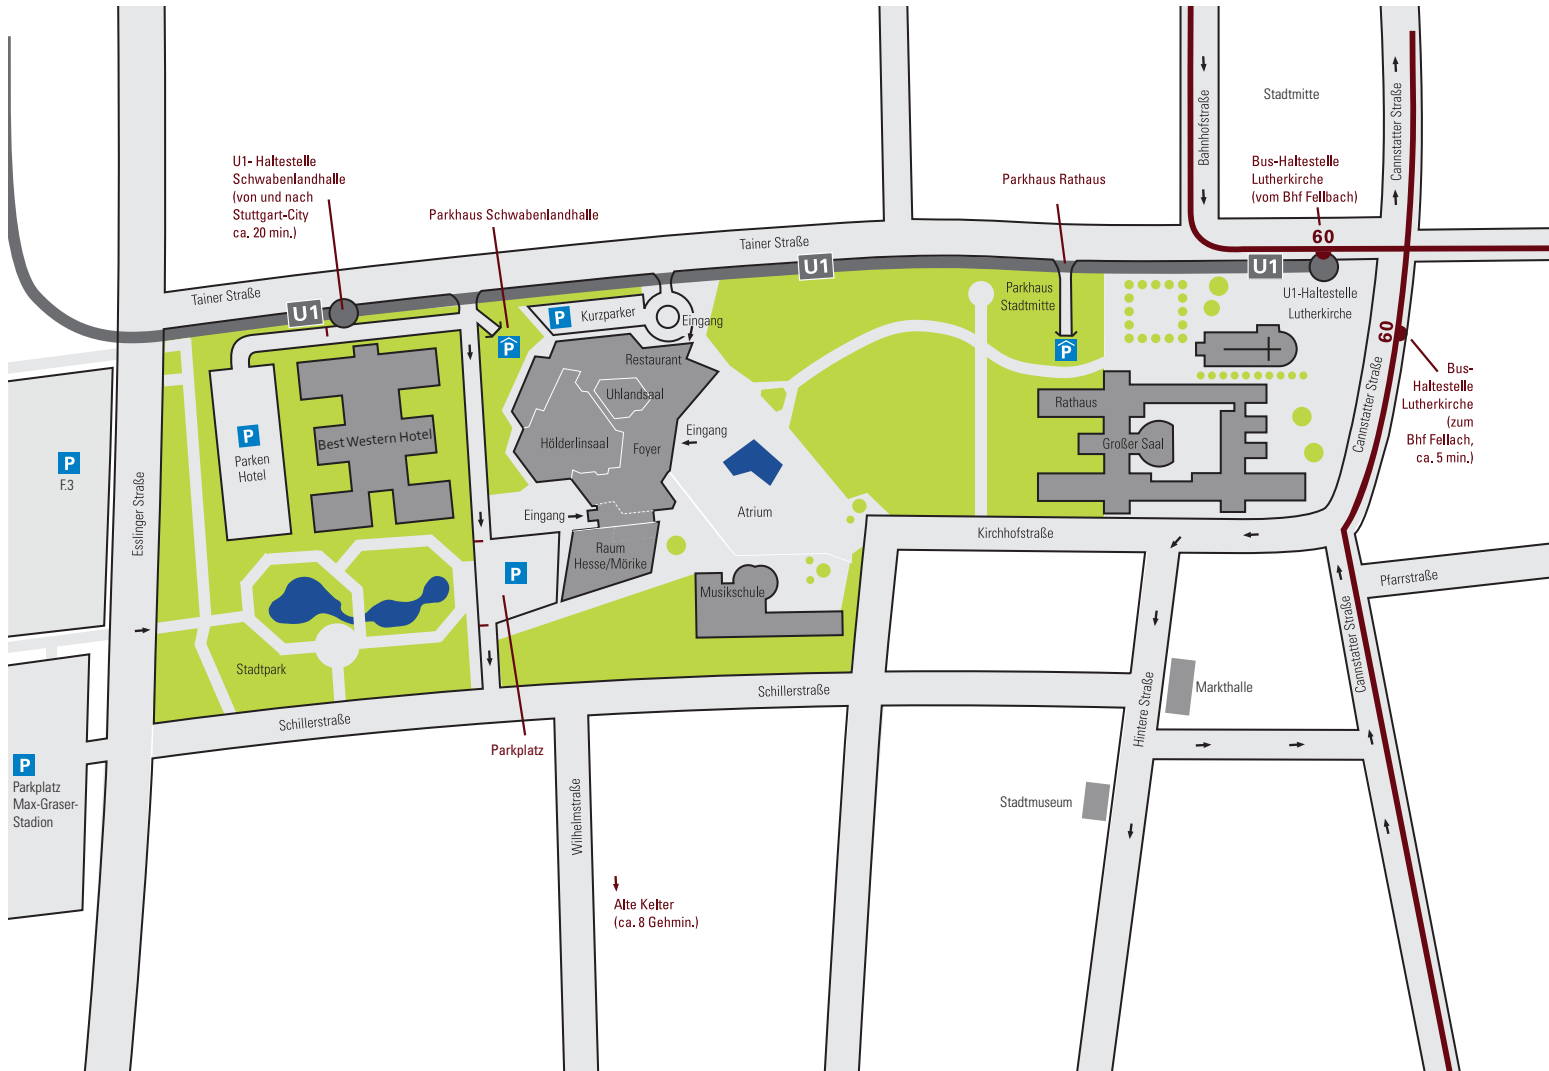 Stadtmitte
Bahnhofstraße
Cannstatter Straße
U1- Haltestelle
Schwabenlandhalle
(von und nach
Stuttgart-City
ca. 20 min.)
Parkhaus Schwabenlandhalle
Parkhaus Rathaus
Bus-Haltestelle
Lutherkirche
(vom Bhf Fellbach)
60
Tainer Straße
Tainer Straße
U1
U1
U1
U1-Haltestelle
Lutherkirche
Parkhaus
Stadtmitte
P
Kurzparker
Eingang
P
P
60
Restaurant
Uhlandsaal
Hölderlinsaal
Foyer
Eingang
Best Western Hotel
P
Parken
Hotel
P
F.3
Esslinger Straße
Rathaus
Großer Saal
Cannstatter Straße
Bus-
Haltestelle
Lutherkirche
(zum
Bhf Fellach,
ca. 5 min.)
Eingang
Atrium
Kirchhofstraße
Raum
Hesse/Mörike
P
Musikschule
Pfarrstraße
Stadtpark
Schillerstraße
Schillerstraße
Cannstatter Straße
Hintere Straße
Markthalle
Parkplatz
P
Parkplatz
Max-Graser-
Stadion
Stadtmuseum
Wilhelmstraße
Alte Kelter
(ca. 8 Gehmin.)